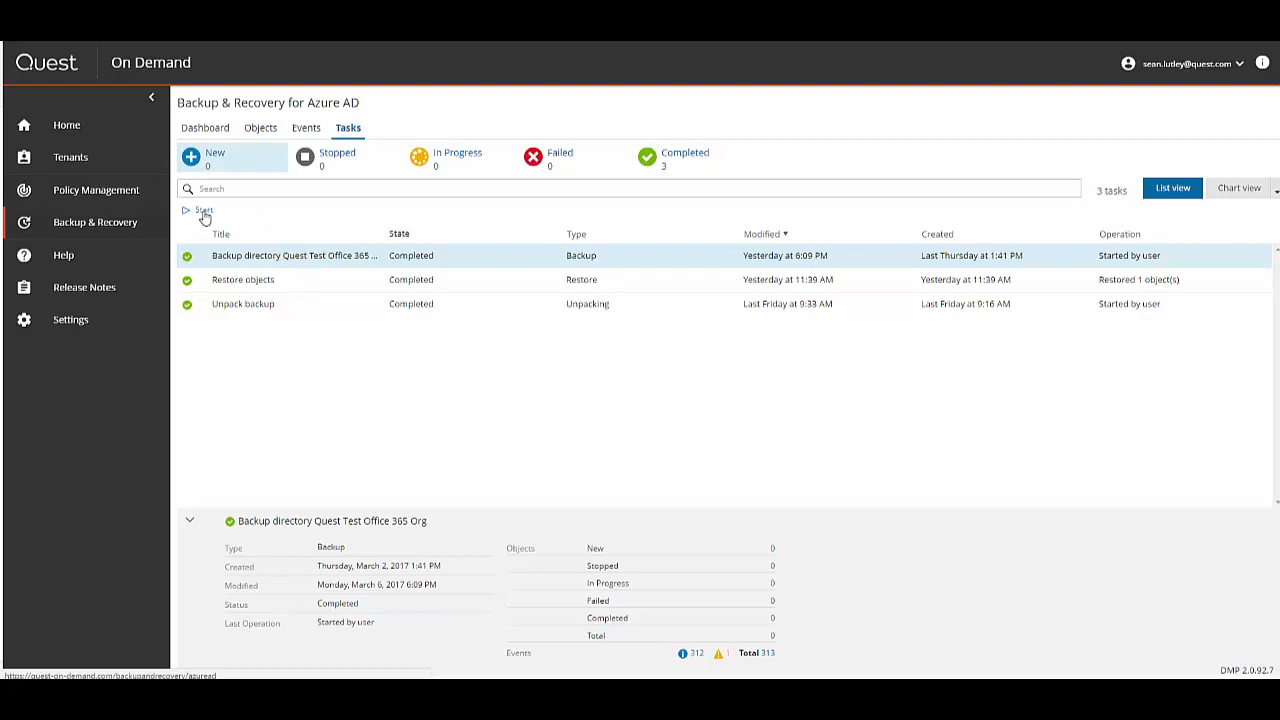 Quest On Demand sean.lutley@quest.com
Backup & Recovery for Azure AD
Home
Dashboard Objects Events Tasks
Tenants
New Stopped In Progress Failed Completed
0 0 0 0 3
Policy Management
Search 3 tasks List view Chart view
Start
Backup & Recovery
Title State Type Modified Created Operation
Help
Backup directory Quest Test Office 365 ... Completed Backup Yesterday at 6:09 PM Last Thursday at 1:41 PM Started by user
Release Notes
Restore objects Completed Restore Yesterday at 11:39 AM Yesterday at 11:39 AM Restored 1 object(s)
Unpack backup Completed Unpacking Last Friday at 9:33 AM Last Friday at 9:16 AM Started by user
Settings
Backup directory Quest Test Office 365 Org
Type Backup
Created Thursday, March 2, 2017 1:41 PM
Modified Monday, March 6, 2017 6:09 PM
Status Completed
Last Operation Started by user
Objects New 0
Stopped 0
In Progress 0
Failed 0
Completed 0
Total 0
Events 312 1 Total 313
https://quest-on-demand.com/backupandrecovery/azuread
DMP 2.0.92.7